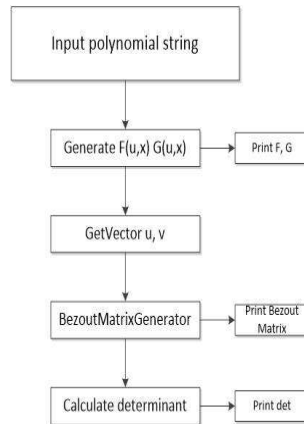 Input polynomial string
Generate F(u,x) G(u,x)
Print F, G
GetVector u, v
BezoutMatrixGenerator
Print Bezout
Matrix
Calculate determinant
Print det